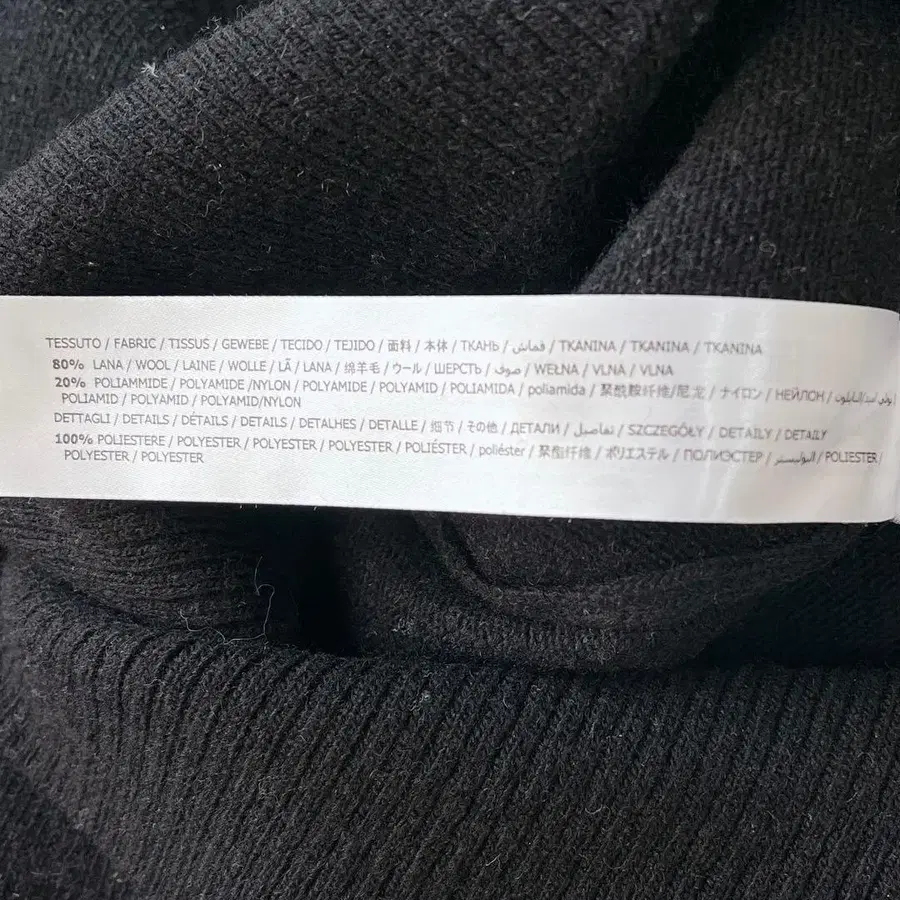 TESSUTO / FABRIC / TISSUS / GEWEBE / TECIDO / TEJIDO / 面料 / 本体 / ТКАНЬ / قماش / TKANINA / TKANINA / TKANINA
80% LANA / WOOL / LAINE / WOLLE / LÃ / LANA / 绵羊毛 / ウール / ШЕРСТЬ / صوف / WEŁNA / VLNA / VLNA
20% POLIAMMIDE / POLYAMIDE/NYLON / POLYAMIDE / POLYAMID / POLIAMIDA / poliamida / 聚酰胺纤维/尼龙 / ナイロン / НЕЙЛОН /
POLIAMID / POLYAMID / POLYAMID/NYLON
DETTAGLI / DETAILS / DÉTAILS / DETAILS / DETALHES / DETALLE / 细节 / その他 / ДЕТАЛИ / تفاصيل / SZCZEGÓŁY / DETAILY / DETAILY
100% POLIESTERE / POLYESTER / POLYESTER / POLYESTER / POLIÉSTER / poliéster / 聚酯纤维 / ポリエステル / ПОЛИЭСТЕР / البوليستر / POLIESTER /
POLYESTER / POLYESTER